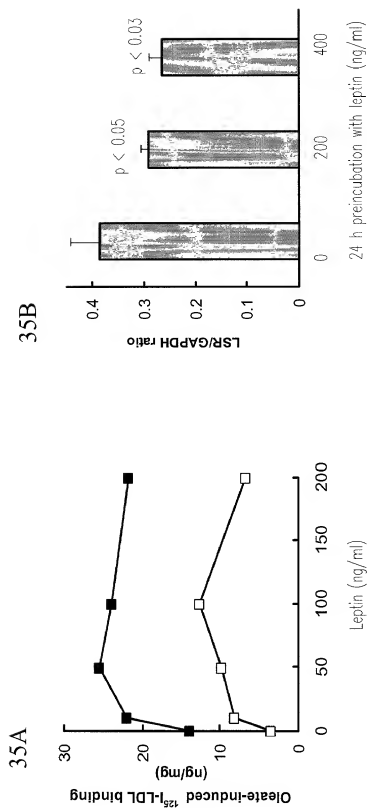 35A
30
20
10
0
Oleate-induced ¹²⁵I-LDL binding
(ng/mg)
0
50
100
150
200
Leptin (ng/ml)
35B
0.4
0.3
0.2
0.1
0
LSR/GAPDH ratio
p < 0.05
p < 0.03
0
200
400
24 h preincubation with leptin (ng/ml)